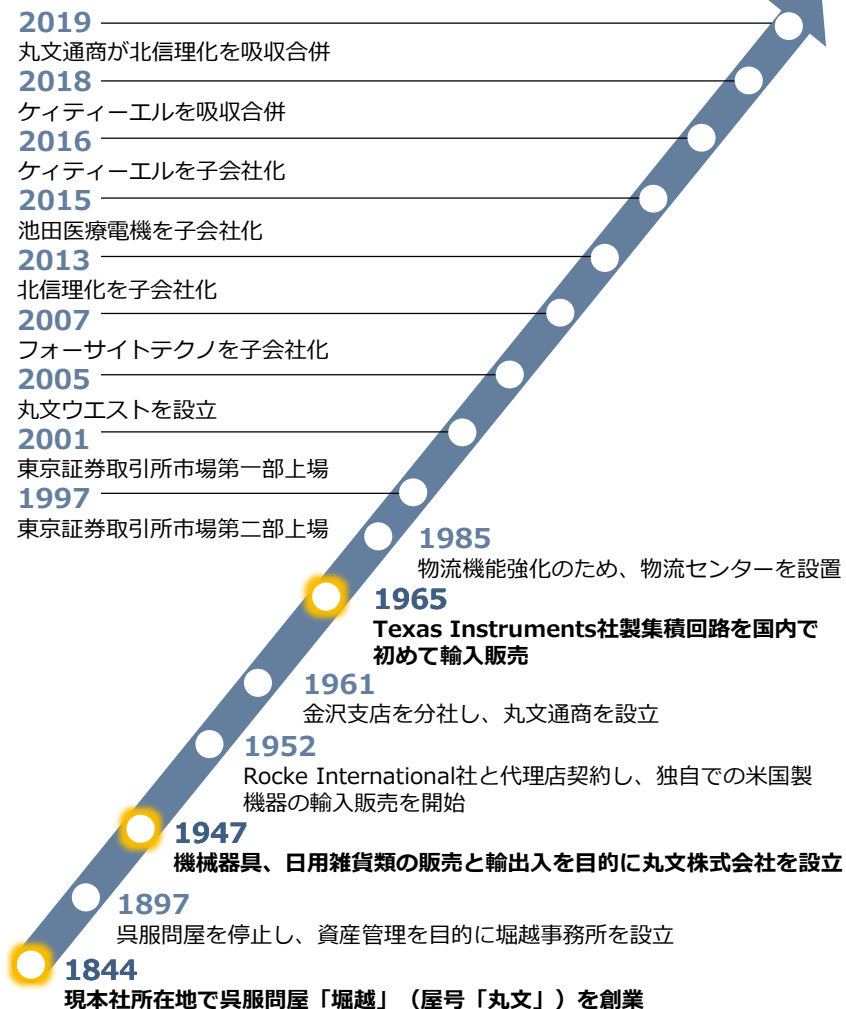 2019
丸文通商が北信理化を吸収合併
2018
ケィティーエルを吸収合併
2016
ケィティーエルを子会社化
2015
池田医療電機を子会社化
2013
北信理化を子会社化
2007
フォーサイトテクノを子会社化
2005
丸文ウエストを設立
2001
東京証券取引所市場第一部上場
1997
東京証券取引所市場第二部上場
1985
物流機能強化のため、物流センターを設置
1965
Texas Instruments社製集積回路を国内で
初めて輸入販売
1961
金沢支店を分社し、丸文通商を設立
1952
Rocke International社と代理店契約し、独自での米国製
機器の輸入販売を開始
1947
機械器具、日用雑貨類の販売と輸出入を目的に丸文株式会社を設立
1897
呉服問屋を停止し、資産管理を目的に堀越事務所を設立
1844
現本社所在地で呉服問屋「堀越」（屋号「丸文」）を創業